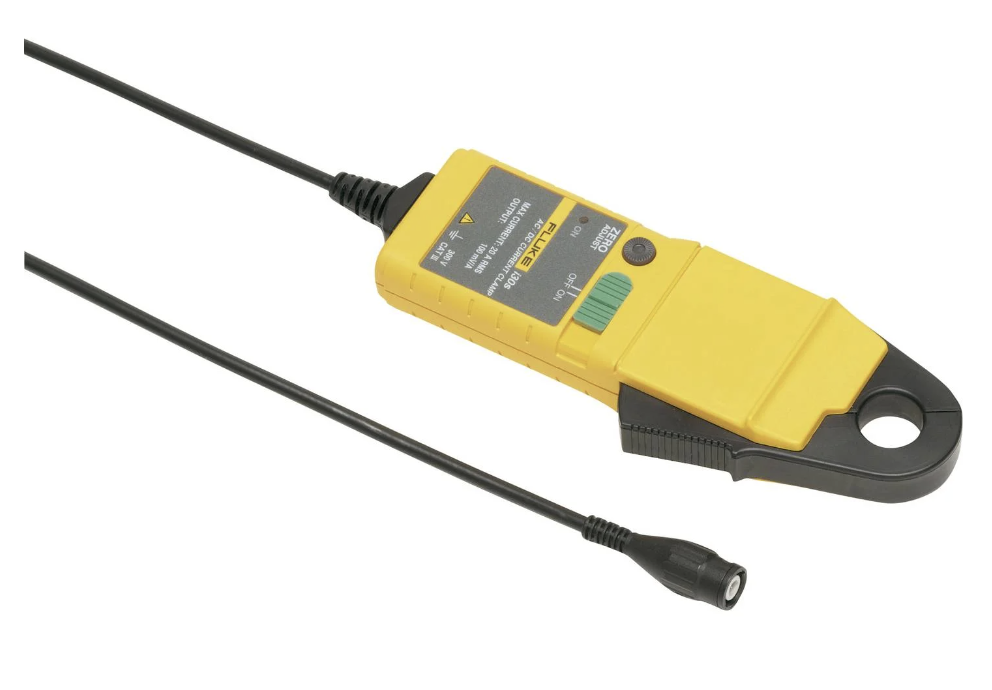 ZERO
ADJUST
ON
OFF ON
FLUKE i30s
AC / DC CURRENT CLAMP
MAX CURRENT: 20 A RMS
OUTPUT: 100 mV/A
300 V
CAT III